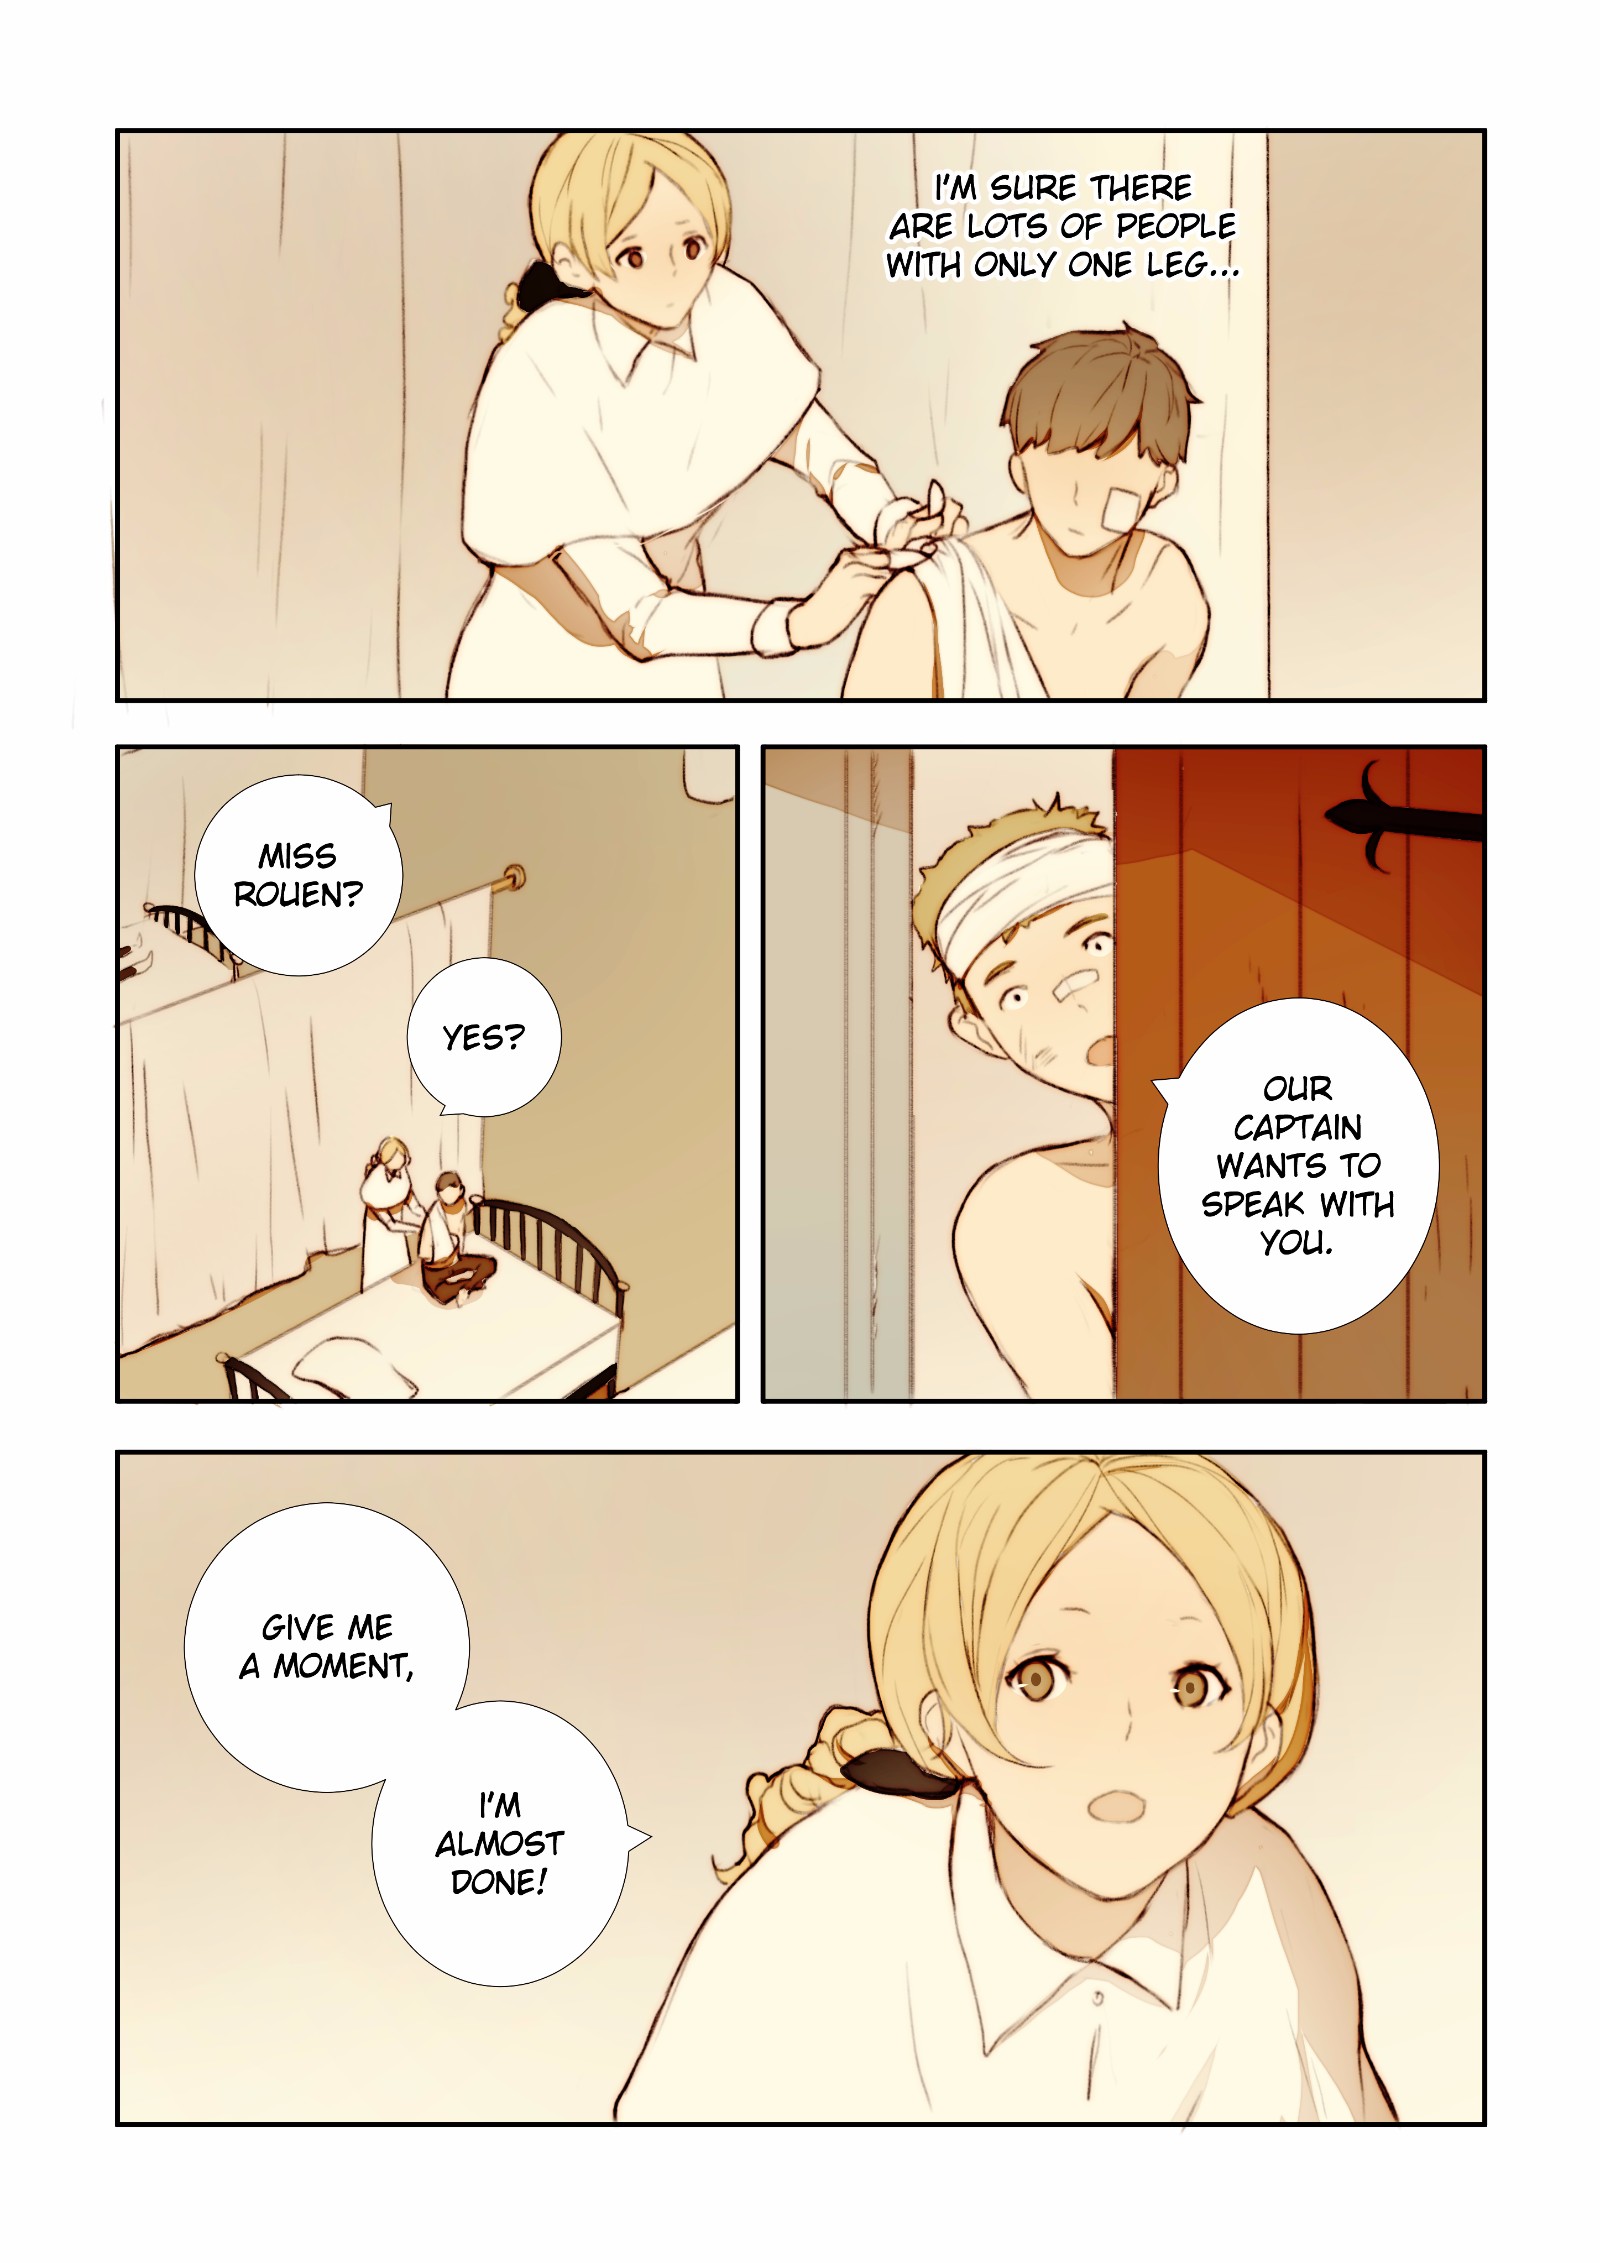 I'M SURE THERE
ARE LOTS OF PEOPLE
WITH ONLY ONE LEG...
MISS
ROUEN?
YES?
OUR
CAPTAIN
WANTS TO
SPEAK WITH
YOU.
GIVE ME
A MOMENT,
I'M
ALMOST
DONE!